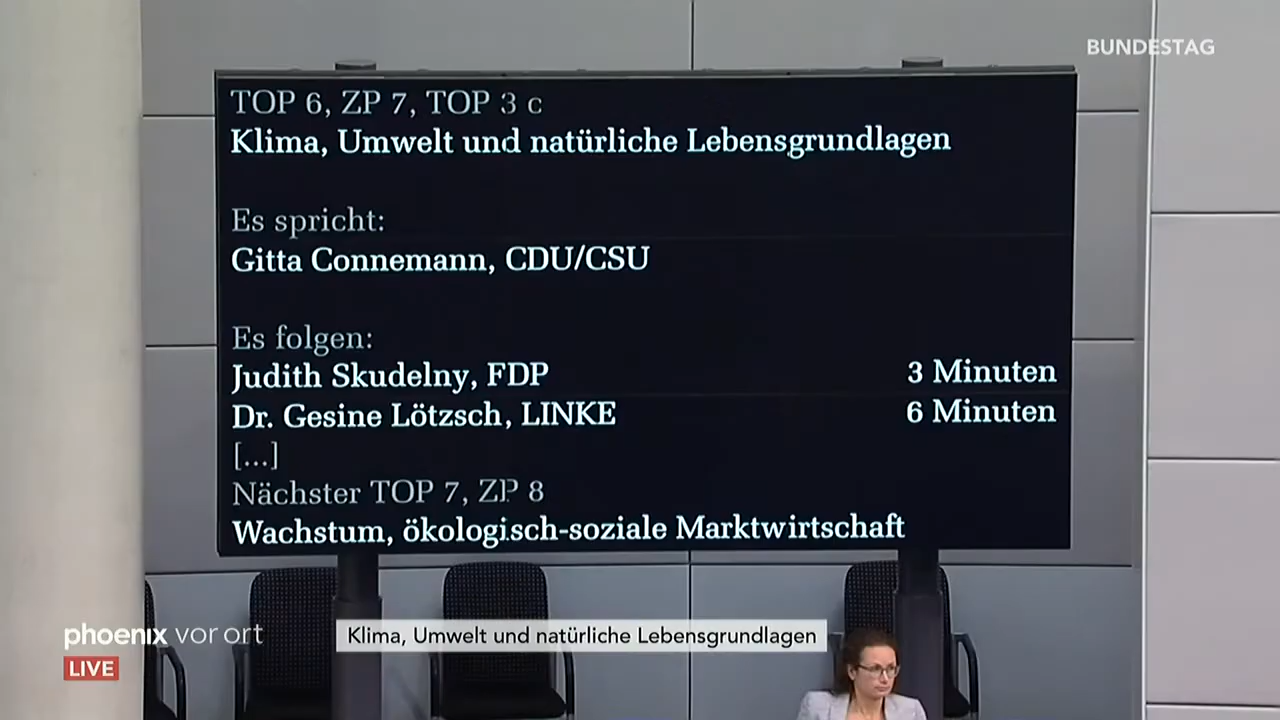 BUNDESTAG
TOP 6, ZP 7, TOP 3 c
Klima, Umwelt und natürliche Lebensgrundlagen
Es spricht:
Gitta Connemann, CDU/CSU
Es folgen:
Judith Skudelny, FDP 3 Minuten
Dr. Gesine Lötzsch, LINKE 6 Minuten
[...]
Nächster TOP 7, ZP 8
Wachstum, ökologisch-soziale Marktwirtschaft
phoenix vor ort
Klima, Umwelt und natürliche Lebensgrundlagen
LIVE